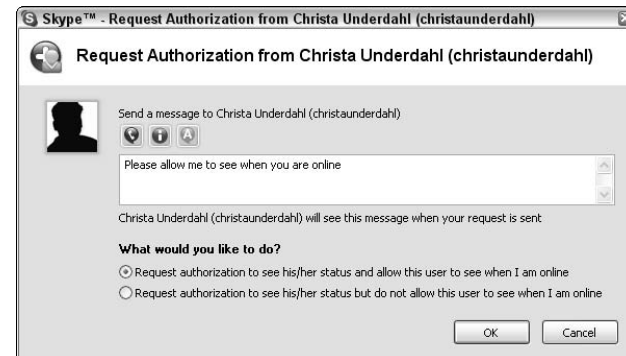 Skype™ - Request Authorization from Christa Underdahl (christaunderdahl)
Request Authorization from Christa Underdahl (christaunderdahl)
Send a message to Christa Underdahl (christaunderdahl)
Please allow me to see when you are online
Christa Underdahl (christaunderdahl) will see this message when your request is sent
What would you like to do?
Request authorization to see his/her status and allow this user to see when I am online
Request authorization to see his/her status but do not allow this user to see when I am online
OK Cancel